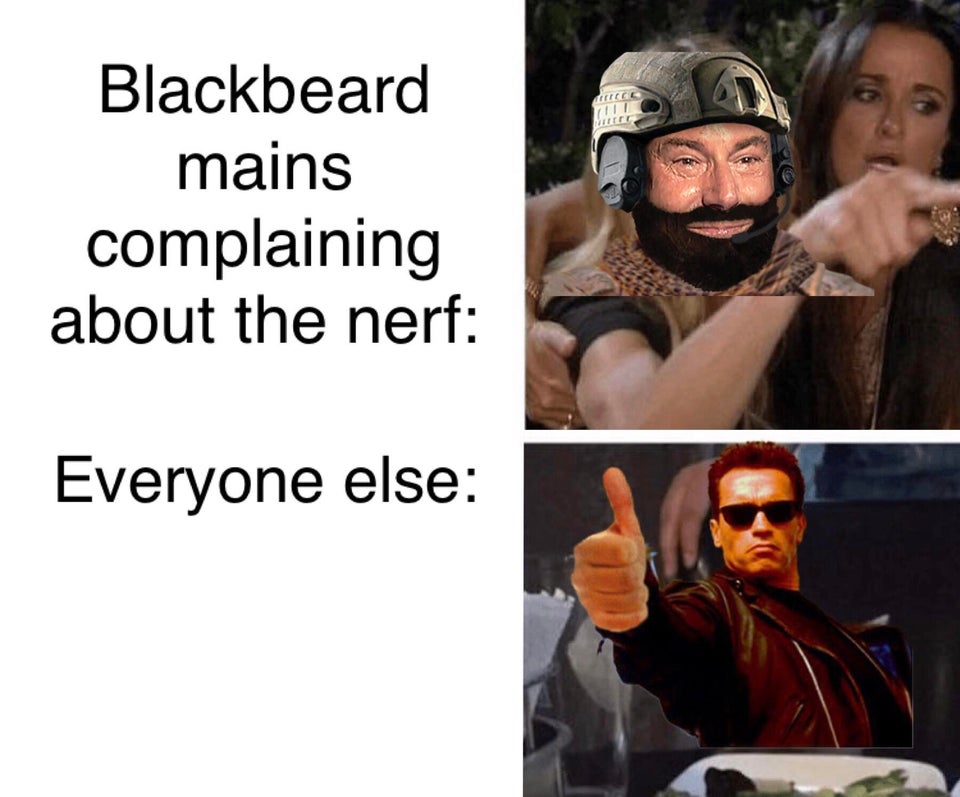 Blackbeard
mains
complaining
about the nerf:
Everyone else: